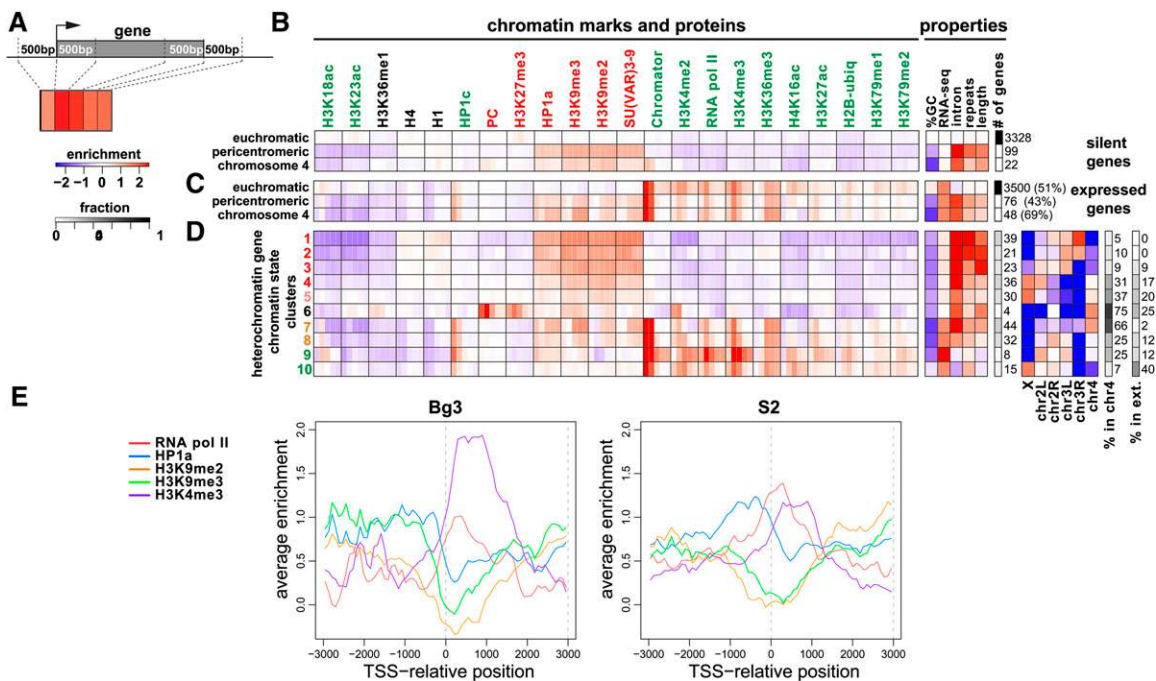 A
gene
500bp 500bp 500bp 500bp
enrichment
−2 −1 0 1 2
fraction
0 1
B
chromatin marks and proteins
properties
H3K18ac
H3K23ac
H3K36me1
H4
H1
HP1c
PC
H3K27me3
HP1a
H3K9me3
H3K9me2
SU(VAR)3-9
Chromator
H3K4me2
RNA pol II
H3K4me3
H3K36me3
H4K16ac
H3K27ac
H2B-ubiq
H3K79me1
H3K79me2
%GC
RNA-seq
intron
repeats
length
# of genes
euchromatic 3328
pericentromeric 99
chromosome 4 22
silent
genes
C
euchromatic 3500 (51%)
pericentromeric 76 (43%)
chromosome 4 48 (69%)
expressed
genes
D
heterochromatin gene
chromatin state
clusters
1 39 5 0
2 21 10 0
3 23 9 9
4 36 31 17
5 30 37 20
6 4 75 25
7 44 66 2
8 32 25 12
9 8 25 12
10 15 7 40
X
chr2L
chr2R
chr3L
chr3R
chr4
% in chr4
% in ext.
E
RNA pol II
HP1a
H3K9me2
H3K9me3
H3K4me3
Bg3
average enrichment
2.0
1.5
1.0
0.5
0.0
−3000 −2000 −1000 0 1000 2000 3000
TSS−relative position
S2
average enrichment
2.0
1.5
1.0
0.5
0.0
−3000 −2000 −1000 0 1000 2000 3000
TSS−relative position